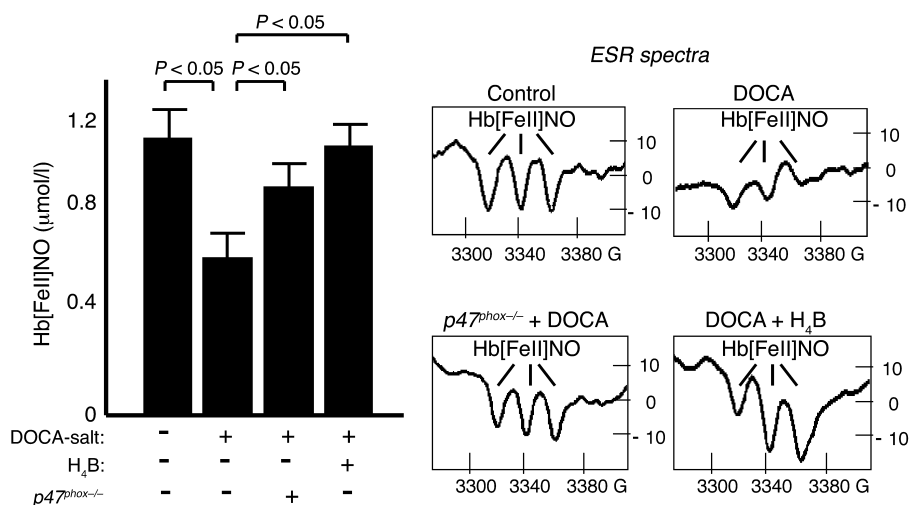 P < 0.05
P < 0.05 P < 0.05
Hb[FeII]NO (μmol/l)
1.2
0.8
0.4
0
DOCA-salt: - + + +
H4B: - - - +
p47phox–/– - - + -
ESR spectra
Control
Hb[FeII]NO
10
0
- 10
3300 3340 3380 G
DOCA
Hb[FeII]NO
10
0
- 10
3300 3340 3380 G
p47phox–/– + DOCA
Hb[FeII]NO
10
0
-10
3300 3340 3380 G
DOCA + H4B
Hb[FeII]NO
10
0
-10
3300 3340 3380 G